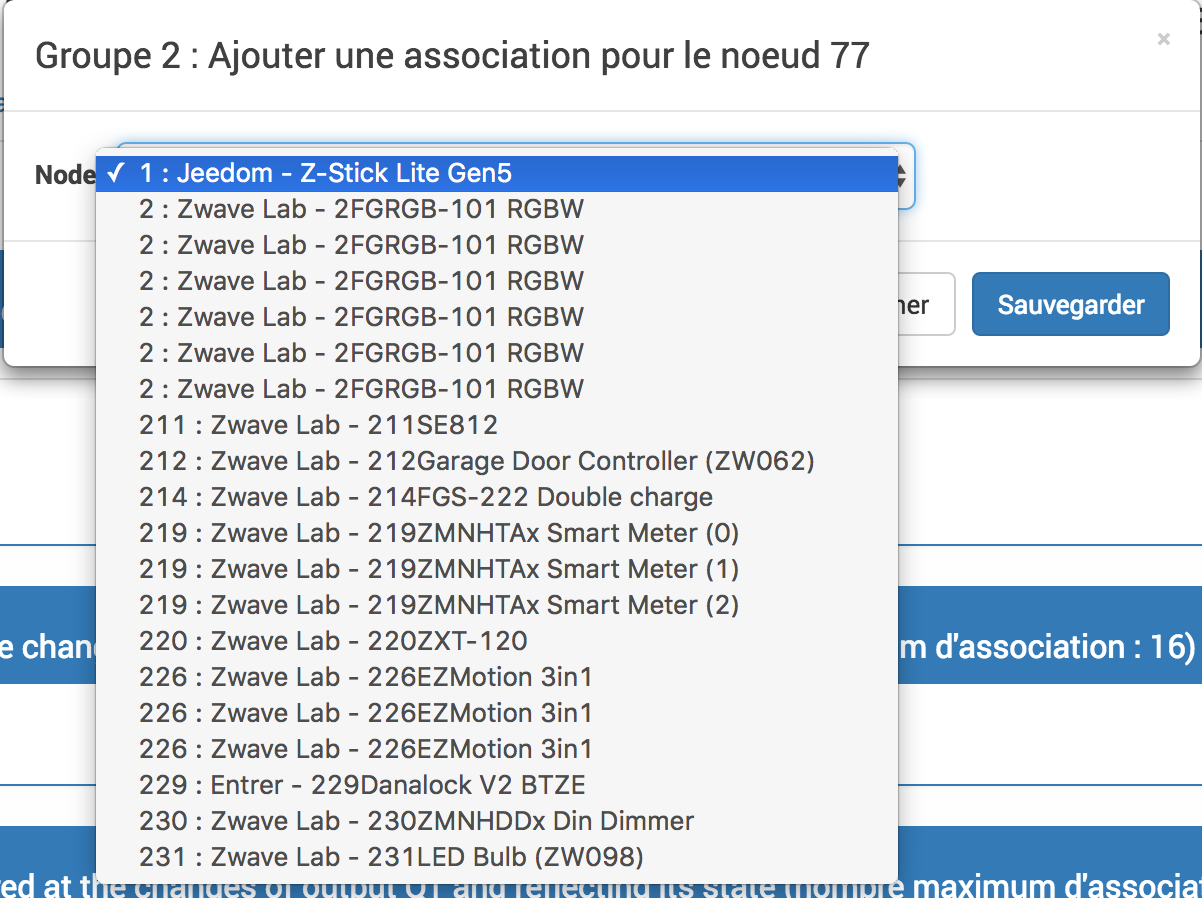 Groupe 2 : Ajouter une association pour le noeud 77
×
Node
✓ 1 : Jeedom - Z-Stick Lite Gen5
2 : Zwave Lab - 2FGRGB-101 RGBW
2 : Zwave Lab - 2FGRGB-101 RGBW
2 : Zwave Lab - 2FGRGB-101 RGBW
2 : Zwave Lab - 2FGRGB-101 RGBW
2 : Zwave Lab - 2FGRGB-101 RGBW
2 : Zwave Lab - 2FGRGB-101 RGBW
211 : Zwave Lab - 211SE812
212 : Zwave Lab - 212Garage Door Controller (ZW062)
214 : Zwave Lab - 214FGS-222 Double charge
219 : Zwave Lab - 219ZMNHTAx Smart Meter (0)
219 : Zwave Lab - 219ZMNHTAx Smart Meter (1)
219 : Zwave Lab - 219ZMNHTAx Smart Meter (2)
220 : Zwave Lab - 220ZXT-120
226 : Zwave Lab - 226EZMotion 3in1
226 : Zwave Lab - 226EZMotion 3in1
226 : Zwave Lab - 226EZMotion 3in1
229 : Entrer - 229Danalock V2 BTZE
230 : Zwave Lab - 230ZMNHDDx Din Dimmer
231 : Zwave Lab - 231LED Bulb (ZW098)
ner
Sauvegarder
e chan
m d'association : 16)
ed at the changes of output Q1 and reflecting its state (nombre maximum d'associa